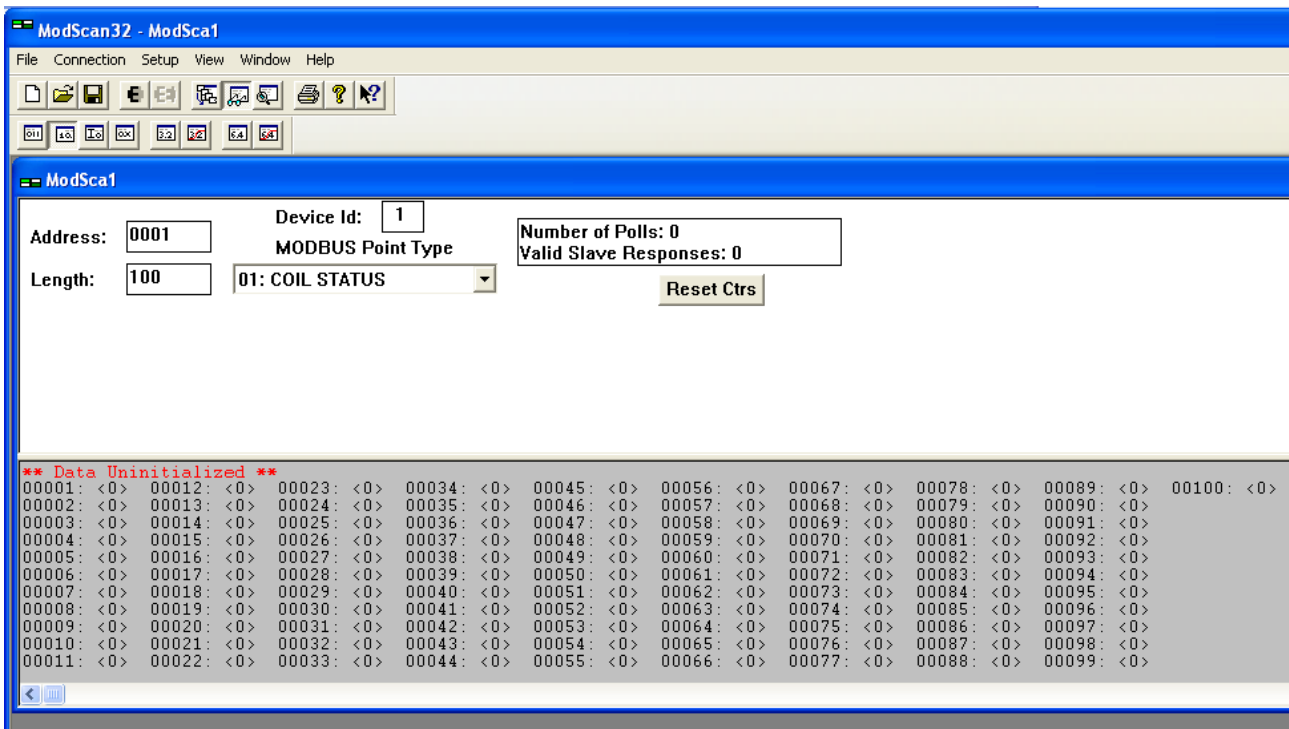 ModScan32 - ModSca1
File Connection Setup View Window Help
ModSca1
Address: 0001
Device Id: 1
MODBUS Point Type
Length: 100
01: COIL STATUS
Number of Polls: 0
Valid Slave Responses: 0
Reset Ctrs
** Data Uninitialized **
00001: <0> 00012: <0> 00023: <0> 00034: <0> 00045: <0> 00056: <0> 00067: <0> 00078: <0> 00089: <0> 00100: <0>
00002: <0> 00013: <0> 00024: <0> 00035: <0> 00046: <0> 00057: <0> 00068: <0> 00079: <0> 00090: <0>
00003: <0> 00014: <0> 00025: <0> 00036: <0> 00047: <0> 00058: <0> 00069: <0> 00080: <0> 00091: <0>
00004: <0> 00015: <0> 00026: <0> 00037: <0> 00048: <0> 00059: <0> 00070: <0> 00081: <0> 00092: <0>
00005: <0> 00016: <0> 00027: <0> 00038: <0> 00049: <0> 00060: <0> 00071: <0> 00082: <0> 00093: <0>
00006: <0> 00017: <0> 00028: <0> 00039: <0> 00050: <0> 00061: <0> 00072: <0> 00083: <0> 00094: <0>
00007: <0> 00018: <0> 00029: <0> 00040: <0> 00051: <0> 00062: <0> 00073: <0> 00084: <0> 00095: <0>
00008: <0> 00019: <0> 00030: <0> 00041: <0> 00052: <0> 00063: <0> 00074: <0> 00085: <0> 00096: <0>
00009: <0> 00020: <0> 00031: <0> 00042: <0> 00053: <0> 00064: <0> 00075: <0> 00086: <0> 00097: <0>
00010: <0> 00021: <0> 00032: <0> 00043: <0> 00054: <0> 00065: <0> 00076: <0> 00087: <0> 00098: <0>
00011: <0> 00022: <0> 00033: <0> 00044: <0> 00055: <0> 00066: <0> 00077: <0> 00088: <0> 00099: <0>